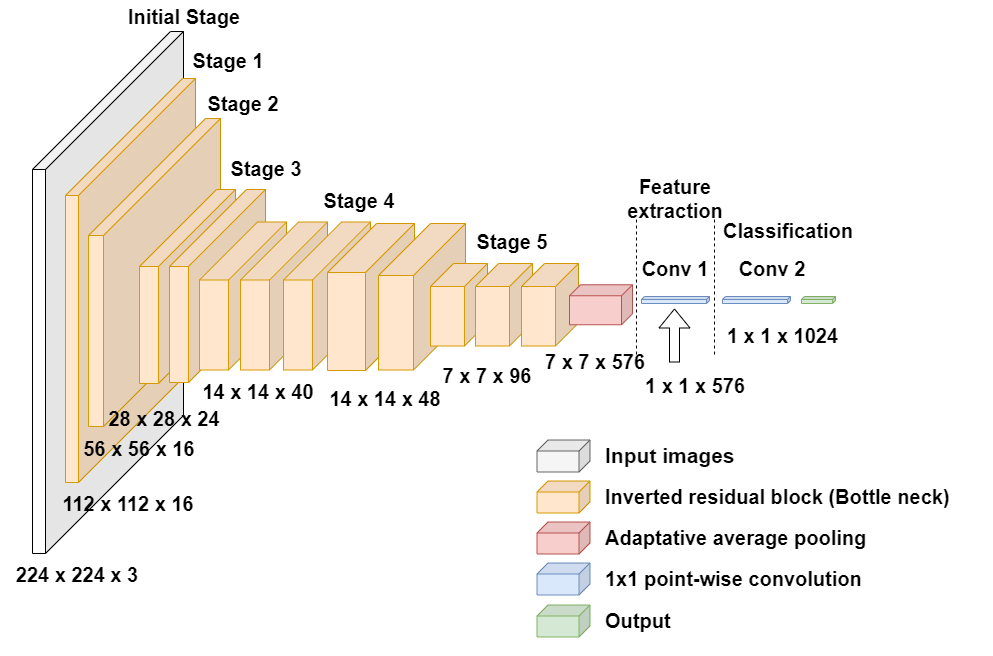 Initial Stage
Stage 1
Stage 2
Stage 3
Stage 4
Stage 5
Feature
extraction
Classification
Conv 1
Conv 2
1 x 1 x 1024
7 x 7 x 576
7 x 7 x 96
1 x 1 x 576
14 x 14 x 40
14 x 14 x 48
28 x 28 x 24
56 x 56 x 16
112 x 112 x 16
224 x 224 x 3
Input images
Inverted residual block (Bottle neck)
Adaptative average pooling
1x1 point-wise convolution
Output